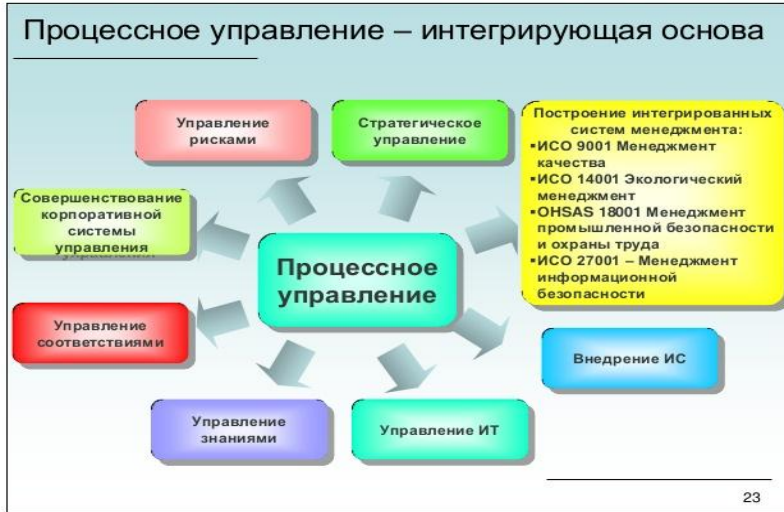 Процессное управление – интегрирующая основа
Управление
рисками
Стратегическое
управление
Построение интегрированных
систем менеджмента:
▪ИСО 9001 Менеджмент
качества
▪ИСО 14001 Экологический
менеджмент
▪OHSAS 18001 Менеджмент
промышленной безопасности
и охраны труда
▪ИСО 27001 – Менеджмент
информационной
безопасности
Совершенствование
корпоративной
системы
управления
Процессное
управление
Управление
соответствиями
Внедрение ИС
Управление
знаниями
Управление ИТ
23